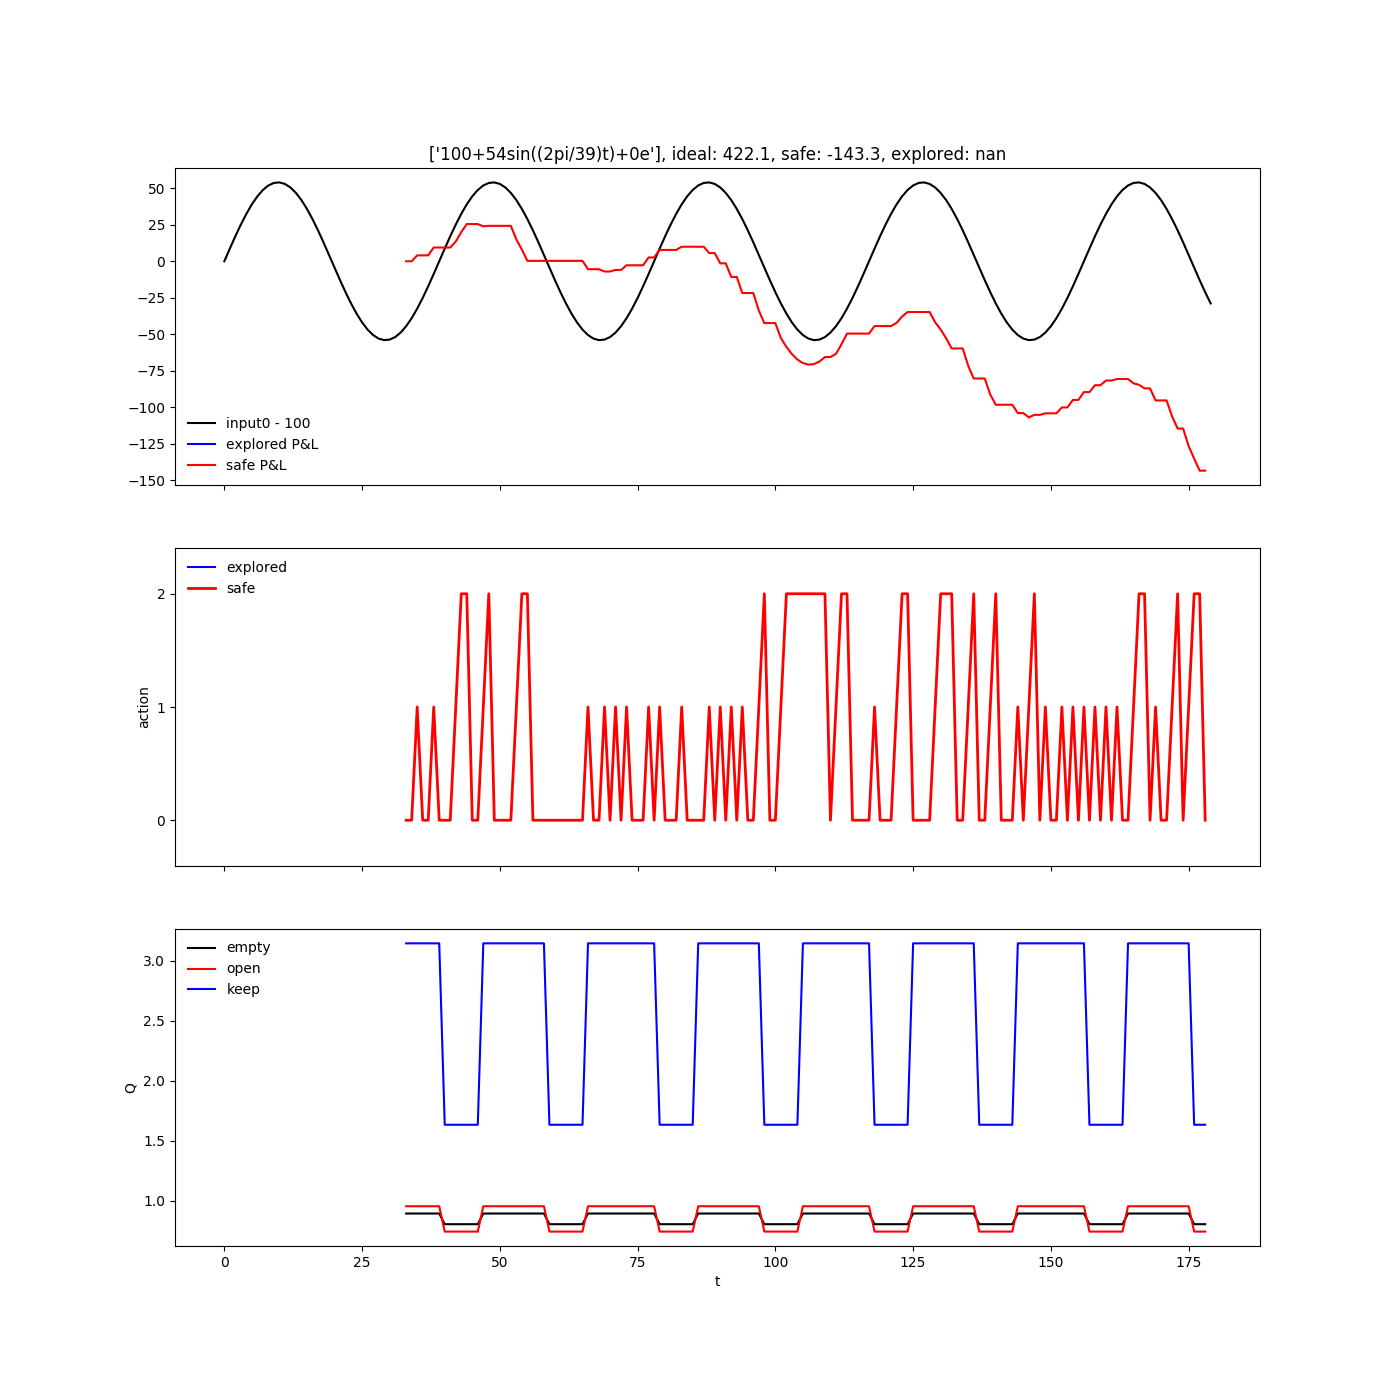 ['100+54sin((2pi/39)t)+0e'], ideal: 422.1, safe: -143.3, explored: nan
50
25
0
−25
−50
−75
−100
−125
−150
input0 - 100
explored P&L
safe P&L
2
1
0
action
explored
safe
3.0
2.5
2.0
1.5
1.0
Q
empty
open
keep
0
25
50
75
100
125
150
175
t